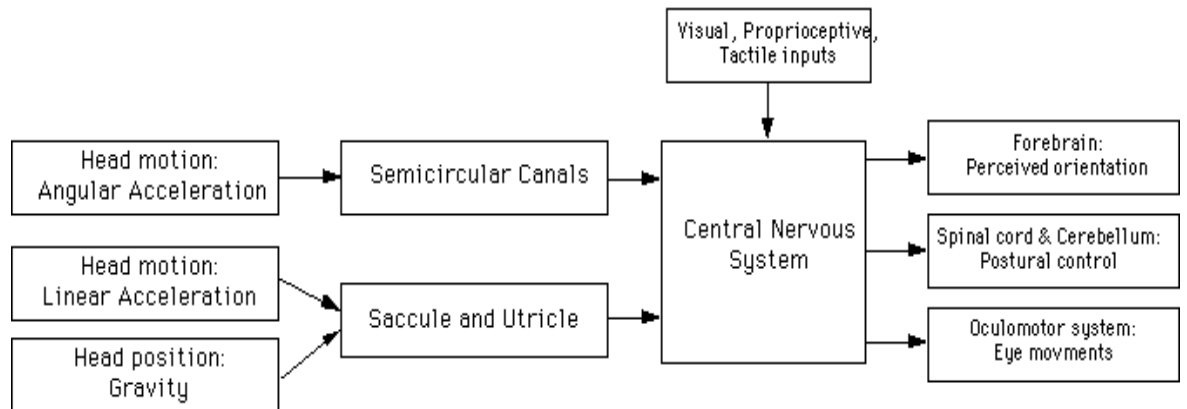 Visual, Proprioceptive,
Tactile inputs
Head motion:
Angular Acceleration
Semicircular Canals
Head motion:
Linear Acceleration
Saccule and Utricle
Head position:
Gravity
Central Nervous
System
Forebrain:
Perceived orientation
Spinal cord & Cerebellum:
Postural control
Oculomotor system:
Eye movments